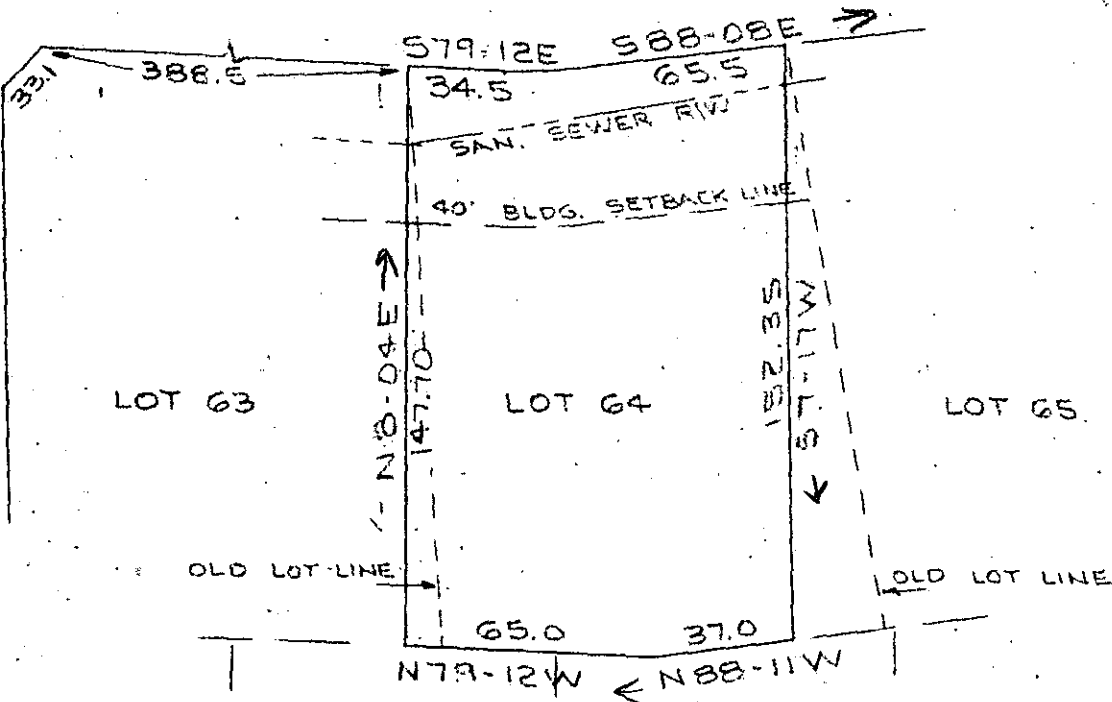 S79-12E S88-08E
33.1 388.5 34.5 65.5
SAN. SEWER R/W
40' BLDG. SETBACK LINE
N8-04E
147.70
152.35
S7-17W
LOT 63 LOT 64 LOT 65
OLD LOT LINE OLD LOT LINE
65.0 37.0
N79-12W N88-11W